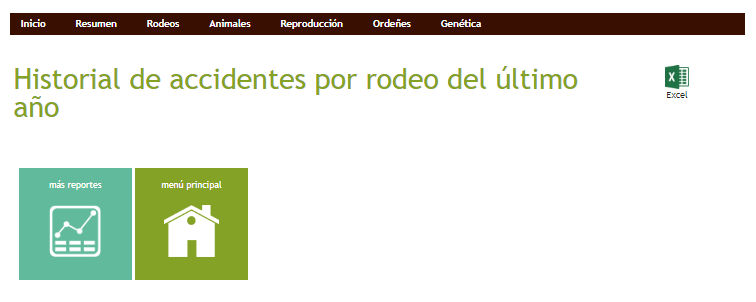 Inicio Resumen Rodeos Animales Reproducción Ordeñes Genética
Historial de accidentes por rodeo del último
año
Excel
más reportes menú principal